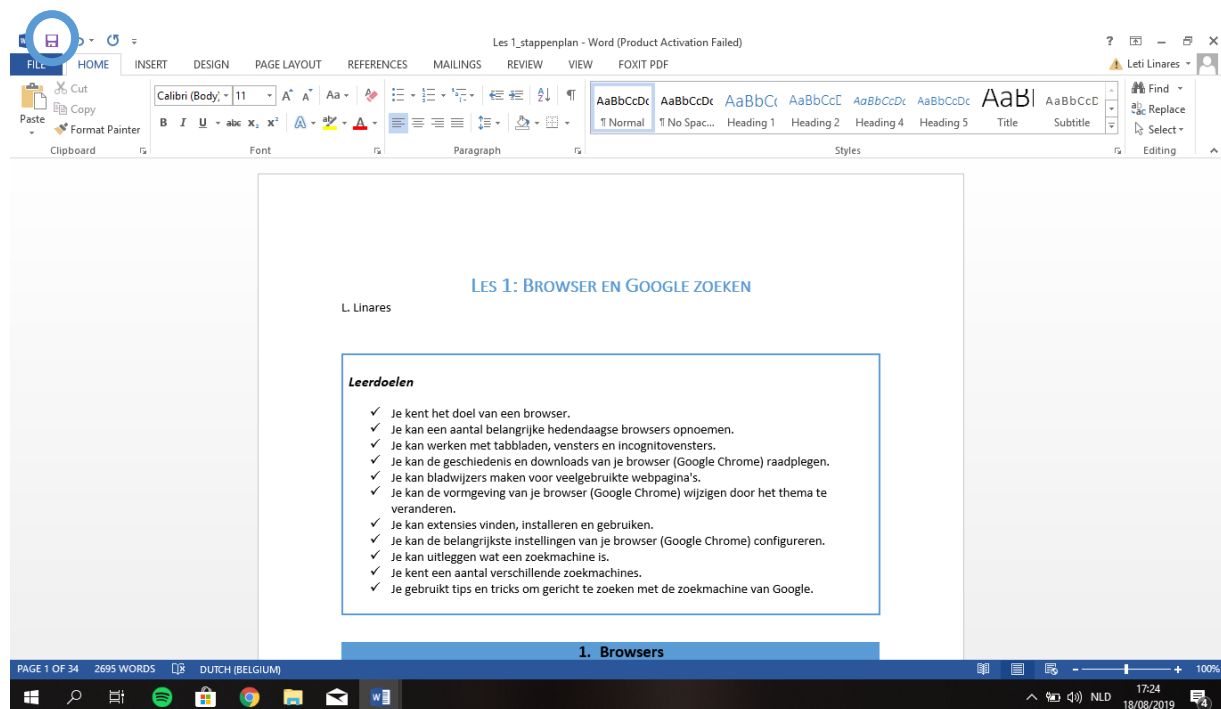 Les 1_stappenplan - Word (Product Activation Failed)
FILE HOME INSERT DESIGN PAGE LAYOUT REFERENCES MAILINGS REVIEW VIEW FOXIT PDF Leti Linares
Paste
Cut
Copy
Format Painter
Clipboard
Calibri (Body) 11
Font
Paragraph
AaBbCcDc AaBbCcDc AaBbCc AaBbCcD AaBbCcDc AaBbCcDc AaBl AaBbCcD
¶ Normal ¶ No Spac... Heading 1 Heading 2 Heading 4 Heading 5 Title Subtitle
Styles
Find
Replace
Select
Editing
LES 1: BROWSER EN GOOGLE ZOEKEN
L. Linares
Leerdoelen
✓ Je kent het doel van een browser.
✓ Je kan een aantal belangrijke hedendaagse browsers opnoemen.
✓ Je kan werken met tabbladen, vensters en incognitovensters.
✓ Je kan de geschiedenis en downloads van je browser (Google Chrome) raadplegen.
✓ Je kan bladwijzers maken voor veelgebruikte webpagina's.
✓ Je kan de vormgeving van je browser (Google Chrome) wijzigen door het thema te
veranderen.
✓ Je kan extensies vinden, installeren en gebruiken.
✓ Je kan de belangrijkste instellingen van je browser (Google Chrome) configureren.
✓ Je kan uitleggen wat een zoekmachine is.
✓ Je kent een aantal verschillende zoekmachines.
✓ Je gebruikt tips en tricks om gericht te zoeken met de zoekmachine van Google.
1. Browsers
PAGE 1 OF 34 2695 WORDS DUTCH (BELGIUM) 100%
NLD
17:24
18/08/2019
4